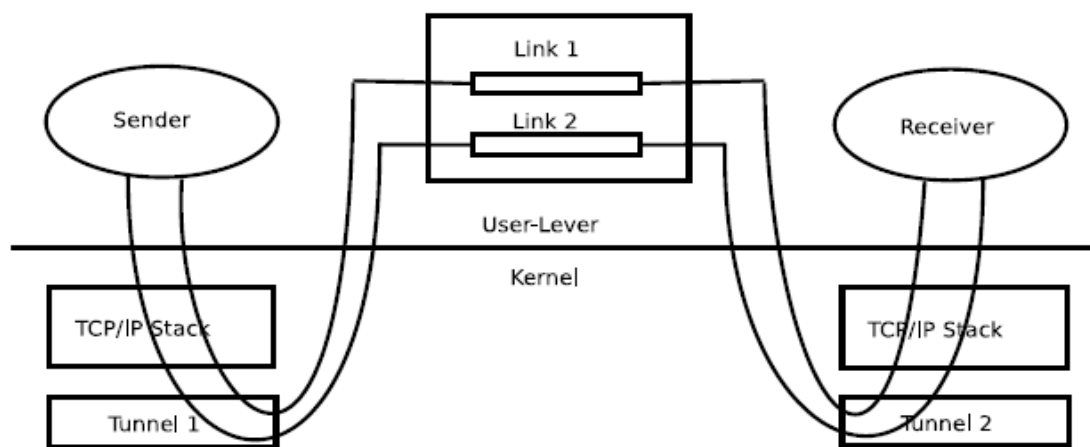 Link 1
Sender
Link 2
Receiver
User-Lever
Kernel
TCP/IP Stack
TCP/IP Stack
Tunnel 1
Tunnel 2